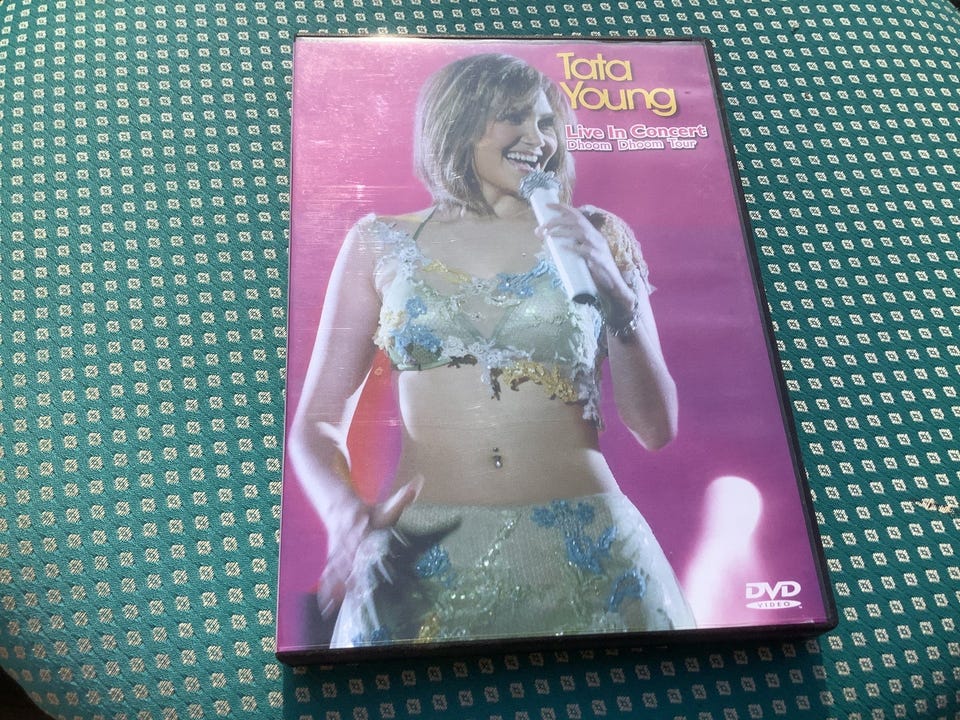 Tata
Young
Live In Concert
Dhoom Dhoom Tour
DVD
VIDEO